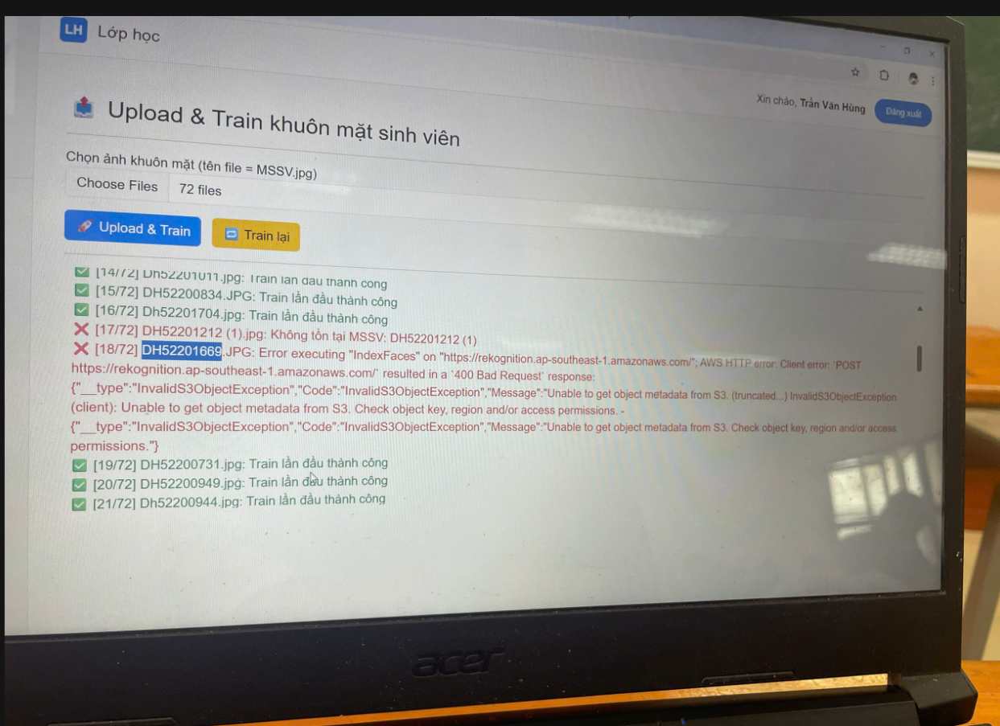 LH Lớp học
Xin chào, Trần Văn Hùng
Đăng xuất
Upload & Train khuôn mặt sinh viên
Chọn ảnh khuôn mặt (tên file = MSSV.jpg)
Choose Files 72 files
Upload & Train Train lại
[14/72] Dh52201011.jpg: Train lần đầu thành công
[15/72] DH52200834.JPG: Train lần đầu thành công
[16/72] Dh52201704.jpg: Train lần đầu thành công
[17/72] DH52201212 (1).jpg: Không tồn tại MSSV: DH52201212 (1)
[18/72] DH52201669.JPG: Error executing "IndexFaces" on "https://rekognition.ap-southeast-1.amazonaws.com/"; AWS HTTP error: Client error: `POST
https://rekognition.ap-southeast-1.amazonaws.com/` resulted in a `400 Bad Request` response:
{"__type":"InvalidS3ObjectException","Code":"InvalidS3ObjectException","Message":"Unable to get object metadata from S3. (truncated...) InvalidS3ObjectException
(client): Unable to get object metadata from S3. Check object key, region and/or access permissions. -
{"__type":"InvalidS3ObjectException","Code":"InvalidS3ObjectException","Message":"Unable to get object metadata from S3. Check object key, region and/or access
permissions."}
[19/72] DH52200731.jpg: Train lần đầu thành công
[20/72] DH52200949.jpg: Train lần đầu thành công
[21/72] Dh52200944.jpg: Train lần đầu thành công
acer